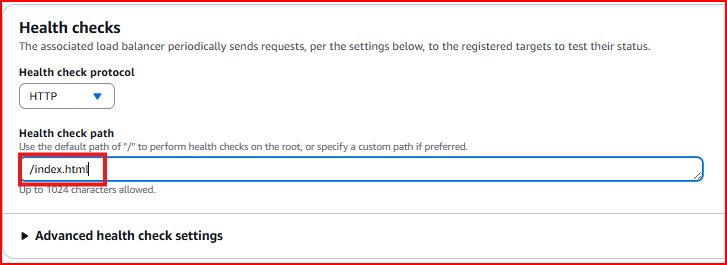 Health checks
The associated load balancer periodically sends requests, per the settings below, to the registered targets to test their status.
Health check protocol
HTTP
Health check path
Use the default path of "/" to perform health checks on the root, or specify a custom path if preferred.
/index.html
Up to 1024 characters allowed.
Advanced health check settings